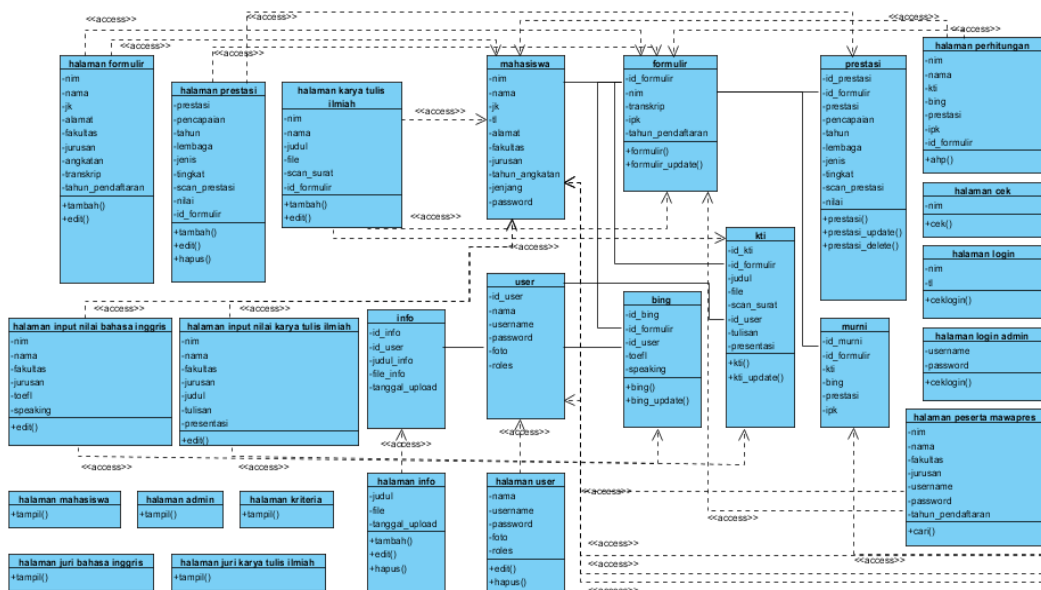 <<access>>
<<access>>
<<access>>
<<access>>
<<access>>
halaman formulir
-nim
-nama
-jk
-alamat
-fakultas
-jurusan
-angkatan
-transkrip
-tahun_pendaftaran
+tambah()
+edit()
halaman prestasi
-prestasi
-pencapaian
-tahun
-lembaga
-jenis
-tingkat
-scan_prestasi
-nilai
-id_formulir
+tambah()
+edit()
+hapus()
halaman karya tulis
ilmiah
-nim
-nama
-judul
-file
-scan_surat
-id_formulir
+tambah()
+edit()
<<access>>
<<access>>
<<access>>
mahasiswa
-nim
-nama
-jk
-tl
-alamat
-fakultas
-jurusan
-tahun_angkatan
-jenjang
-password
formulir
-id_formulir
-nim
-transkrip
-ipk
-tahun_pendaftaran
+formulir()
+formulir_update()
prestasi
-id_prestasi
-id_formulir
-prestasi
-pencapaian
-tahun
-lembaga
-jenis
-tingkat
-scan_prestasi
-nilai
+prestasi()
+prestasi_update()
+prestasi_delete()
halaman perhitungan
-nim
-nama
-kti
-bing
-prestasi
-ipk
-id_formulir
+ahp()
halaman cek
-nim
+cek()
halaman login
-nim
-tl
+ceklogin()
halaman login admin
-username
-password
+ceklogin()
kti
-id_kti
-id_formulir
-judul
-file
-scan_surat
-id_user
-tulisan
-presentasi
+kti()
+kti_update()
user
-id_user
-nama
-username
-password
-foto
-roles
bing
-id_bing
-id_formulir
-id_user
-toefl
-speaking
+bing()
+bing_update()
murni
-id_murni
-id_formulir
-kti
-bing
-prestasi
-ipk
info
-id_info
-id_user
-judul_info
-file_info
-tanggal_upload
<<access>>
<<access>>
halaman input nilai bahasa inggris
-nim
-nama
-fakultas
-jurusan
-toefl
-speaking
+edit()
halaman input nilai karya tulis ilmiah
-nim
-nama
-fakultas
-jurusan
-judul
-tulisan
-presentasi
+edit()
<<access>>
<<access>>
<<access>>
<<access>>
halaman peserta mawapres
-nim
-nama
-fakultas
-jurusan
-username
-password
-tahun_pendaftaran
+cari()
halaman mahasiswa
+tampil()
halaman admin
+tampil()
halaman kriteria
+tampil()
halaman info
-judul
-file
-tanggal_upload
+tambah()
+edit()
+hapus()
halaman user
-nama
-username
-password
-foto
-roles
+edit()
+hapus()
<<access>>
<<access>>
<<access>>
<<access>>
<<access>>
<<access>>
halaman juri bahasa inggris
+tampil()
halaman juri karya tulis ilmiah
+tampil()